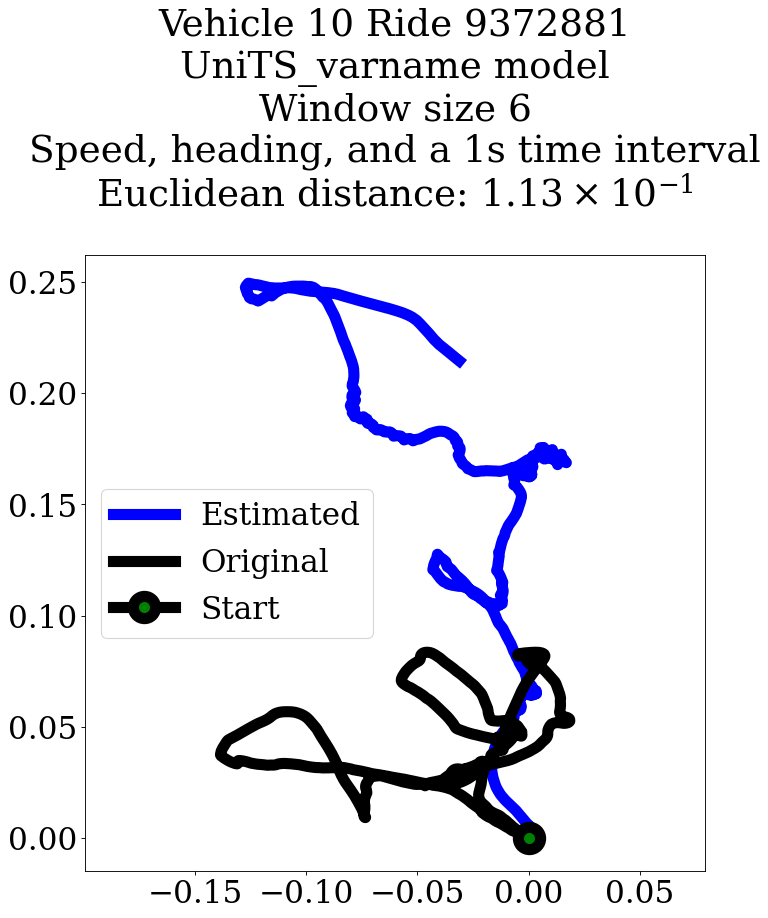 Vehicle 10 Ride 9372881
UniTS_varname model
Window size 6
Speed, heading, and a 1s time interval
Euclidean distance: 1.13 × 10⁻¹
0.25
0.20
0.15
0.10
0.05
0.00
Estimated
Original
Start
−0.15 −0.10 −0.05 0.00 0.05